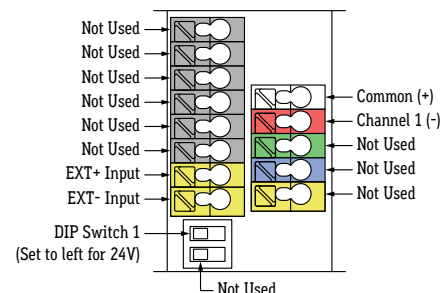 Not Used
Not Used
Not Used
Not Used
Not Used
Not Used
EXT+ Input
EXT- Input
DIP Switch 1
(Set to left for 24V)
Common (+)
Channel 1 (-)
Not Used
Not Used
Not Used
Not Used